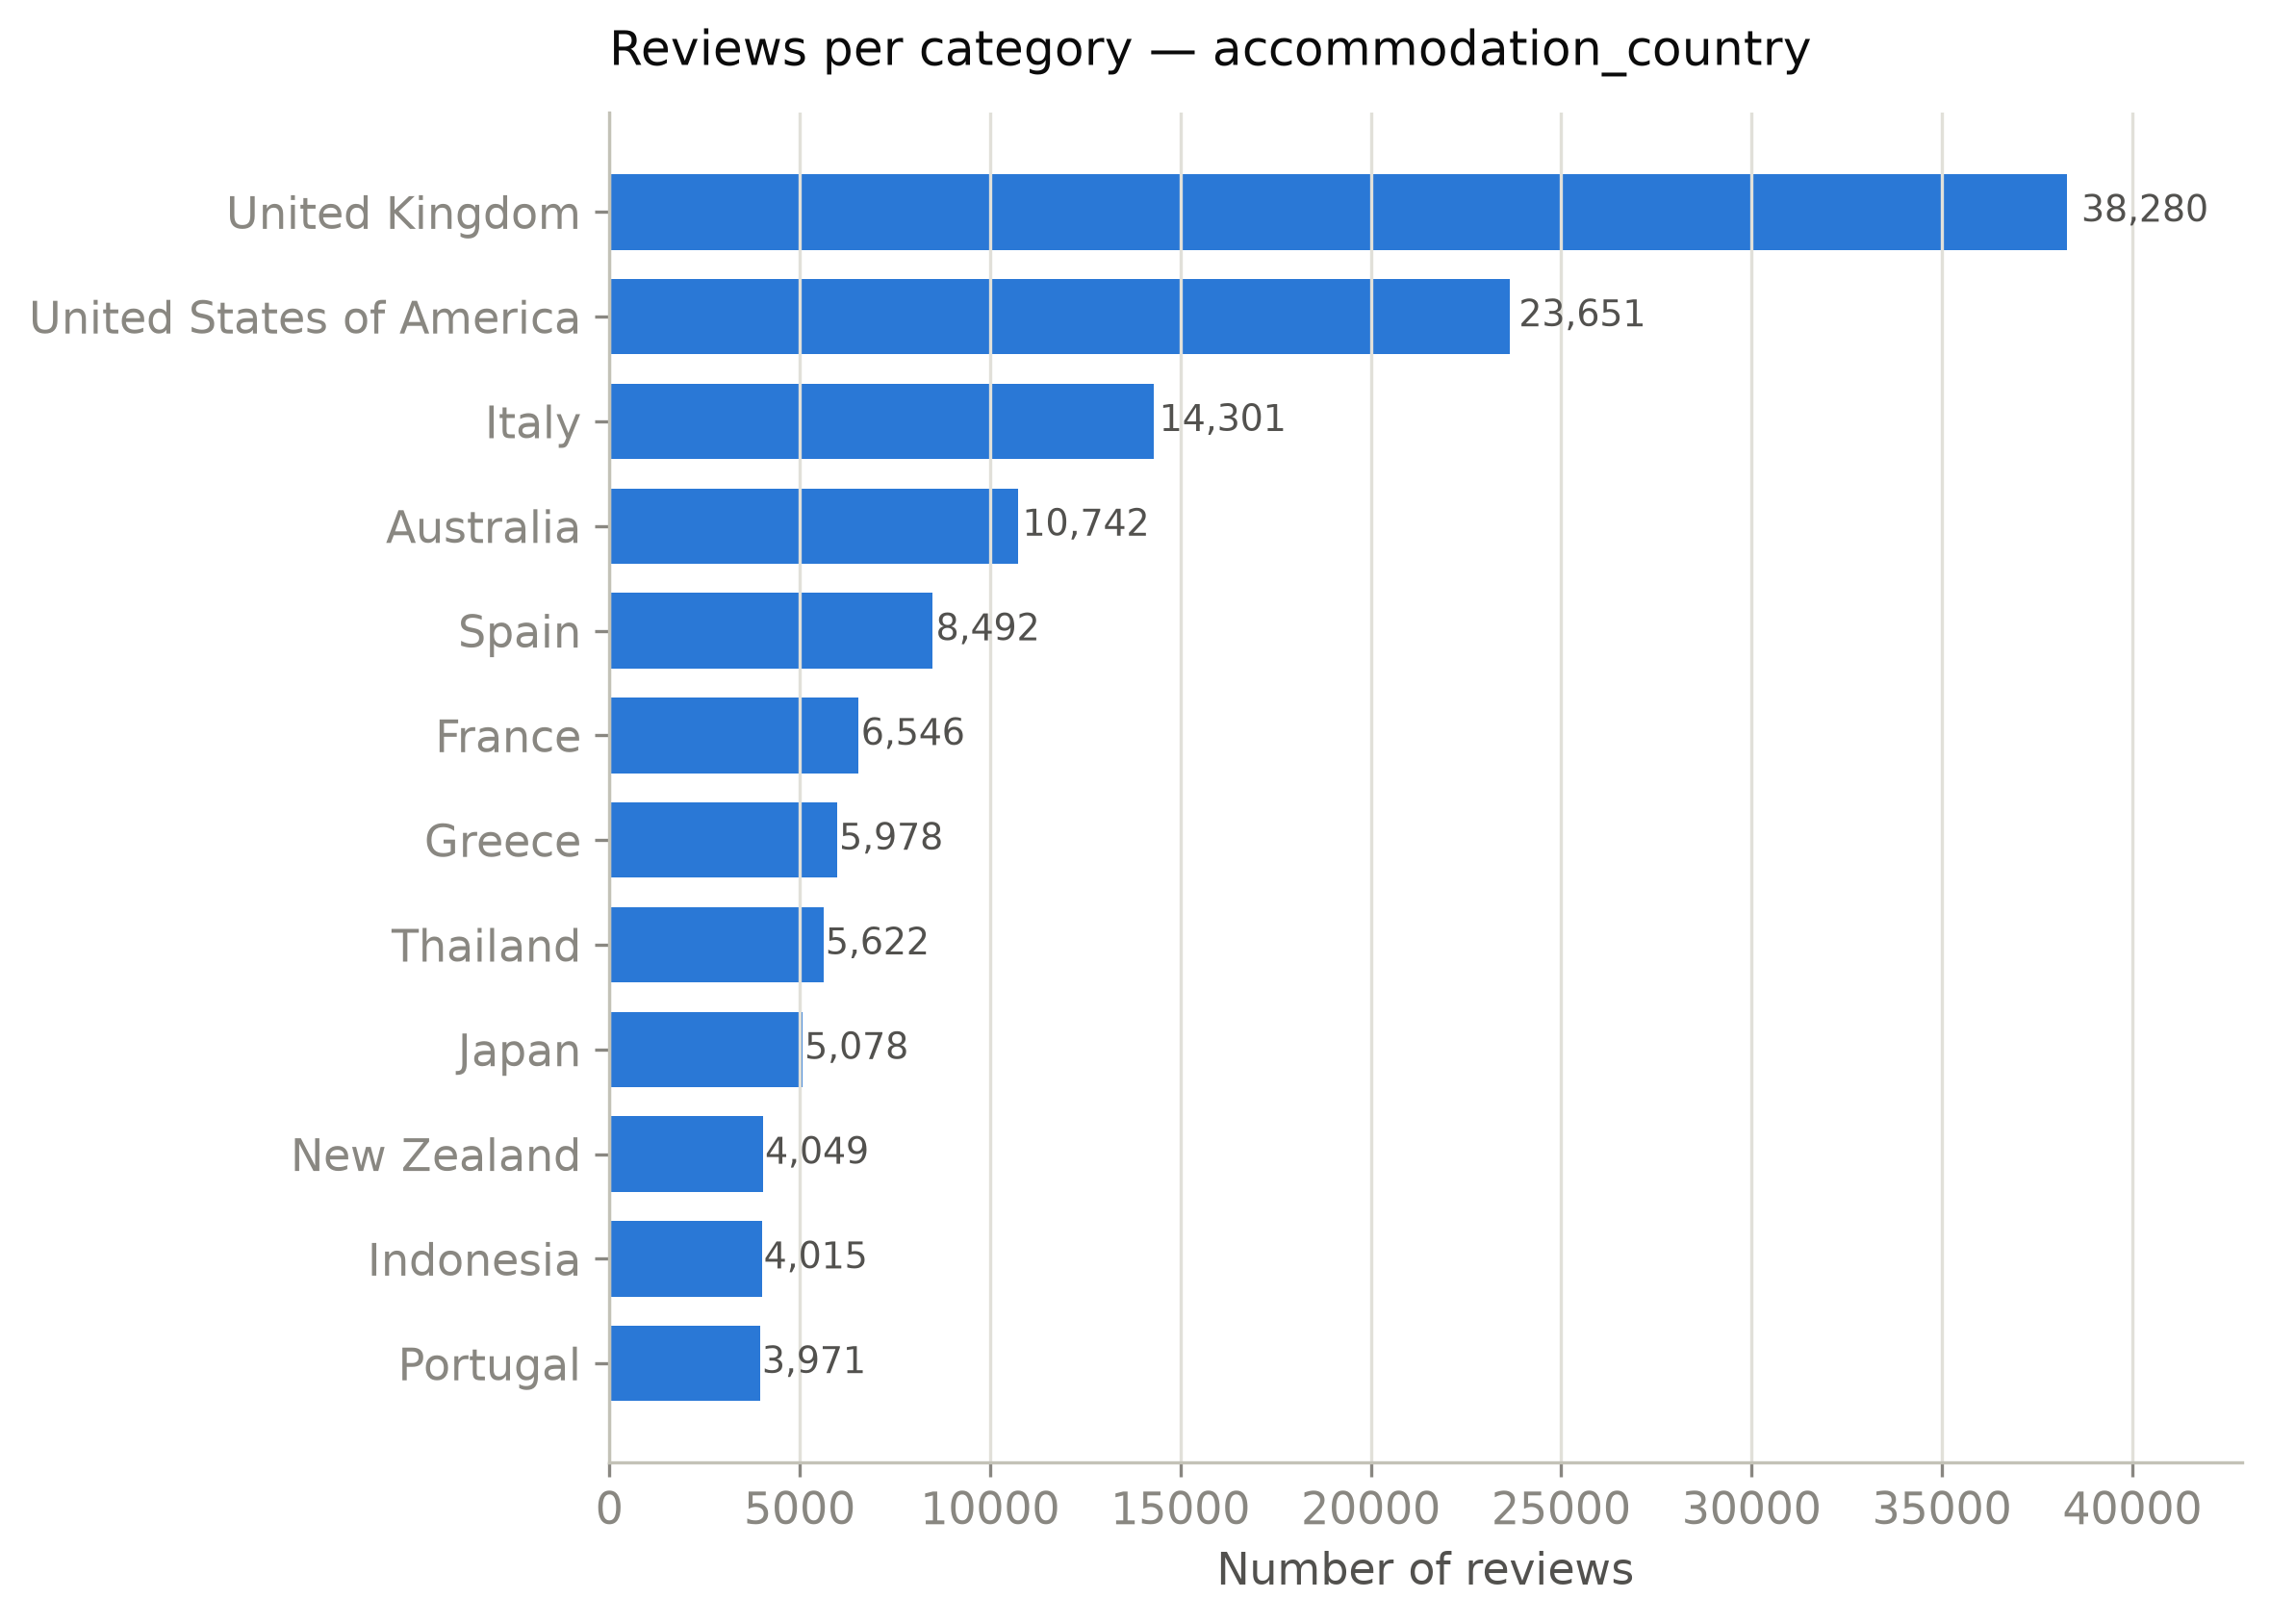 Reviews per category — accommodation_country
United Kingdom 38,280
United States of America 23,651
Italy 14,301
Australia 10,742
Spain 8,492
France 6,546
Greece 5,978
Thailand 5,622
Japan 5,078
New Zealand 4,049
Indonesia 4,015
Portugal 3,971
0 5000 10000 15000 20000 25000 30000 35000 40000
Number of reviews